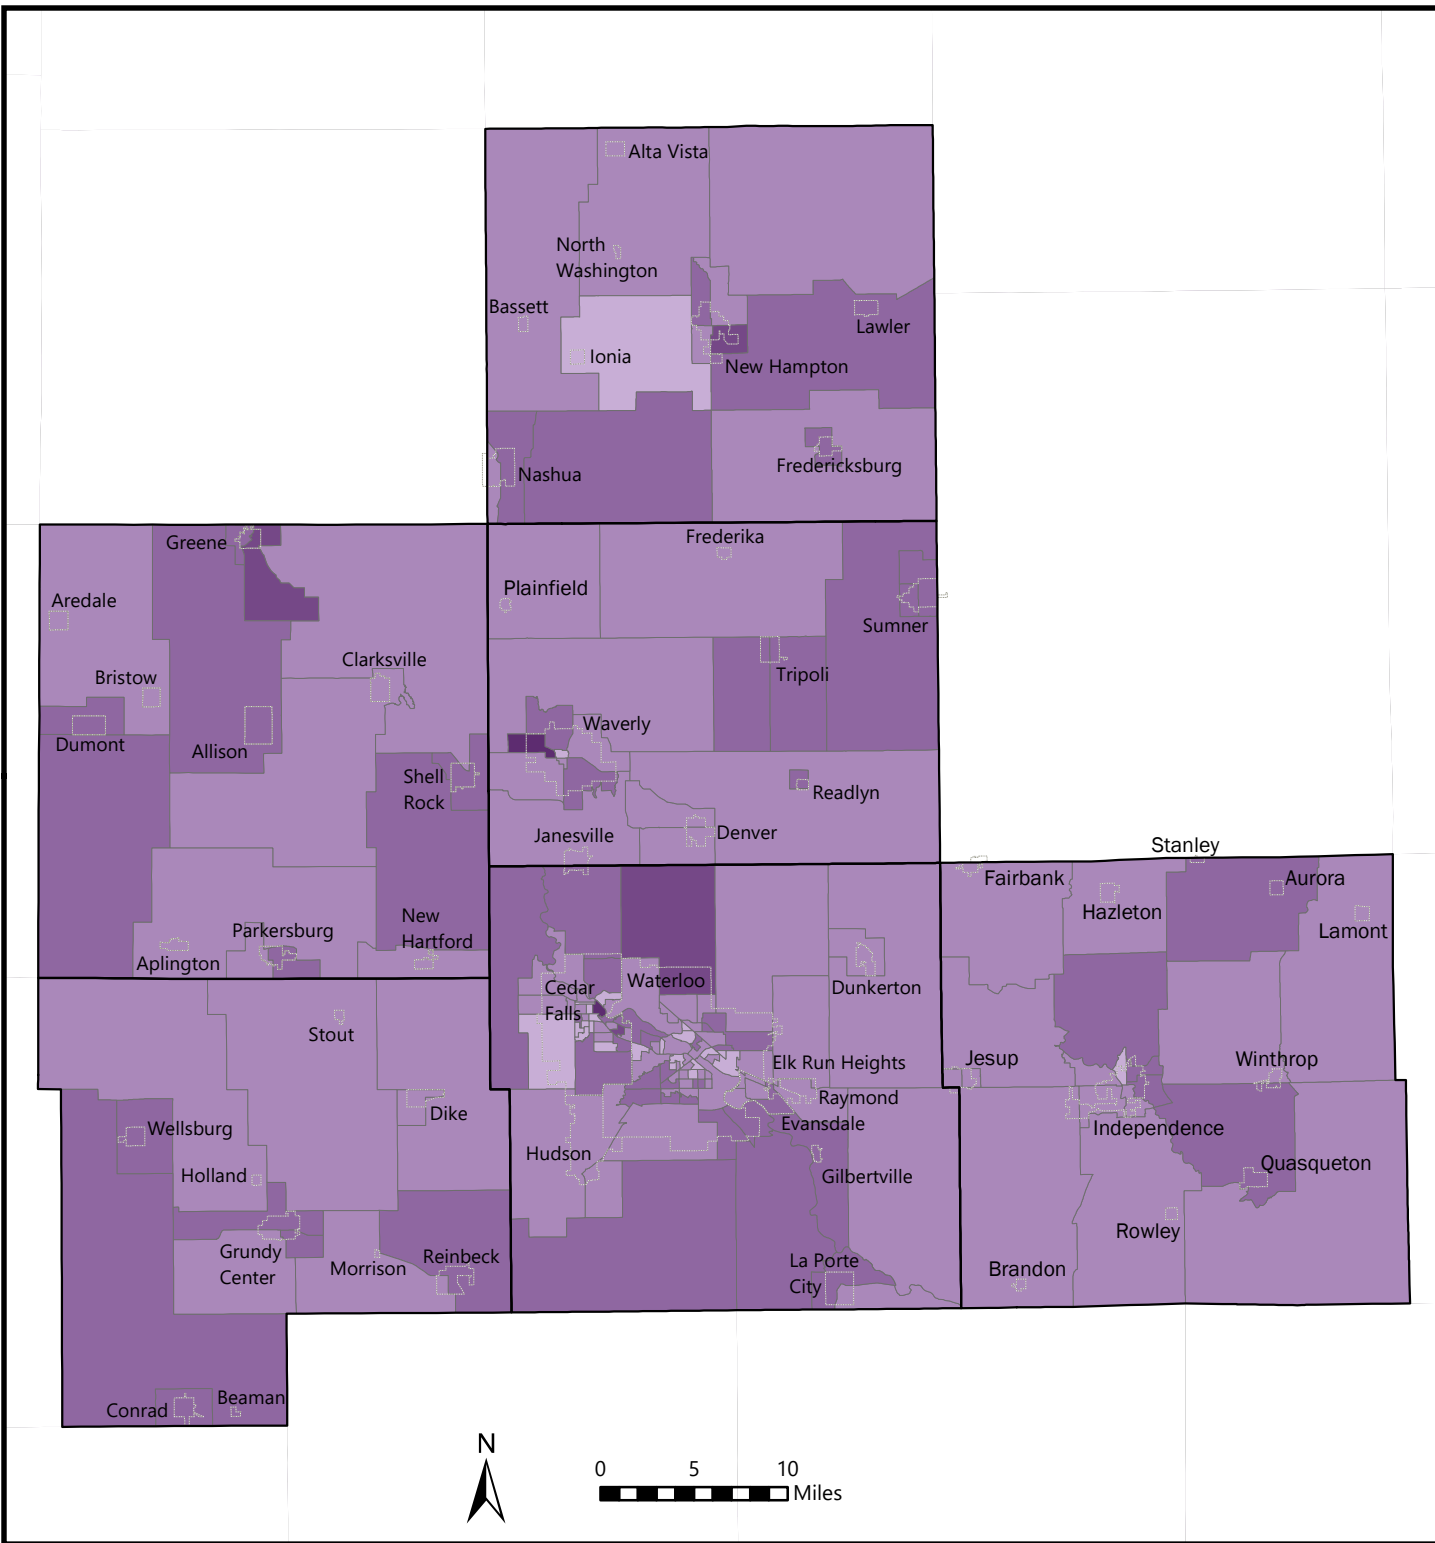 Alta Vista
North
Washington
Bassett
Lawler
Ionia
New Hampton
Fredericksburg
Nashua
Greene
Frederika
Plainfield
Aredale
Sumner
Clarksville
Bristow
Tripoli
Waverly
Dumont
Allison
Shell
Rock
Readlyn
Janesville
Denver
Stanley
Fairbank
Aurora
Hazleton
Lamont
New
Hartford
Parkersburg
Aplington
Cedar
Falls
Waterloo
Dunkerton
Stout
Elk Run Heights
Jesup
Winthrop
Dike
Raymond
Evansdale
Wellsburg
Independence
Hudson
Holland
Gilbertville
Quasqueton
Rowley
Grundy
Center
Morrison
Reinbeck
La Porte
City
Brandon
Conrad
Beaman
N
0 5 10
Miles